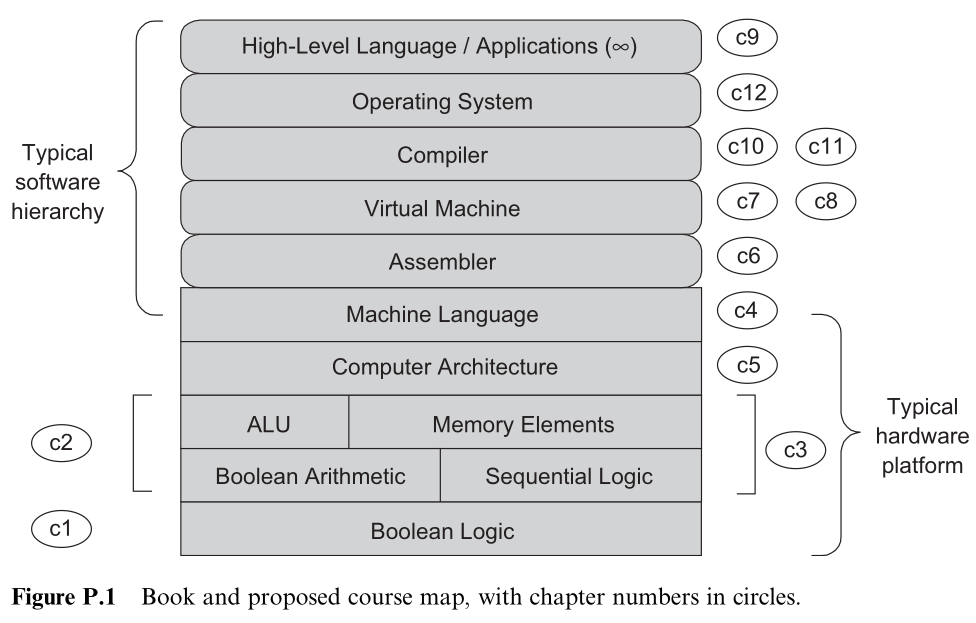 High-Level Language / Applications (∞)
c9
Operating System
c12
Compiler
c10
c11
Typical
software
hierarchy
Virtual Machine
c7
c8
Assembler
c6
Machine Language
c4
Computer Architecture
c5
ALU
Memory Elements
c2
c3
Typical
hardware
platform
Boolean Arithmetic
Sequential Logic
c1
Boolean Logic
Figure P.1 Book and proposed course map, with chapter numbers in circles.